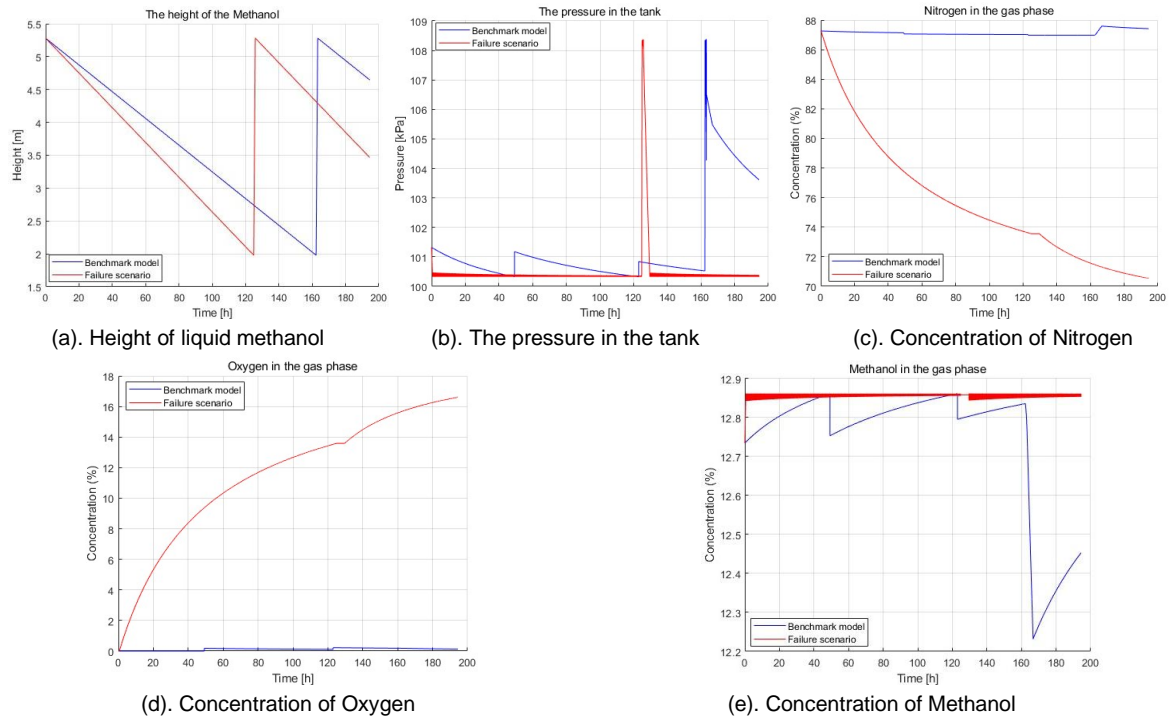 The height of the Methanol
5.5
5
4.5
4
3.5
3
2.5
2
1.5
Height [m]
Benchmark model
Failure scenario
0 20 40 60 80 100 120 140 160 180 200
Time [h]
(a). Height of liquid methanol
The pressure in the tank
109
108
107
106
105
104
103
102
101
100
Pressure [kPa]
Benchmark model
Failure scenario
0 20 40 60 80 100 120 140 160 180 200
Time [h]
(b). The pressure in the tank
Nitrogen in the gas phase
88
86
84
82
80
78
76
74
72
70
Concentration (%)
Benchmark model
Failure scenario
0 20 40 60 80 100 120 140 160 180 200
Time [h]
(c). Concentration of Nitrogen
Oxygen in the gas phase
18
16
14
12
10
8
6
4
2
0
Concentration (%)
Benchmark model
Failure scenario
0 20 40 60 80 100 120 140 160 180 200
Time [h]
(d). Concentration of Oxygen
Methanol in the gas phase
12.9
12.8
12.7
12.6
12.5
12.4
12.3
12.2
Concentration (%)
Benchmark model
Failure scenario
0 20 40 60 80 100 120 140 160 180 200
Time [h]
(e). Concentration of Methanol